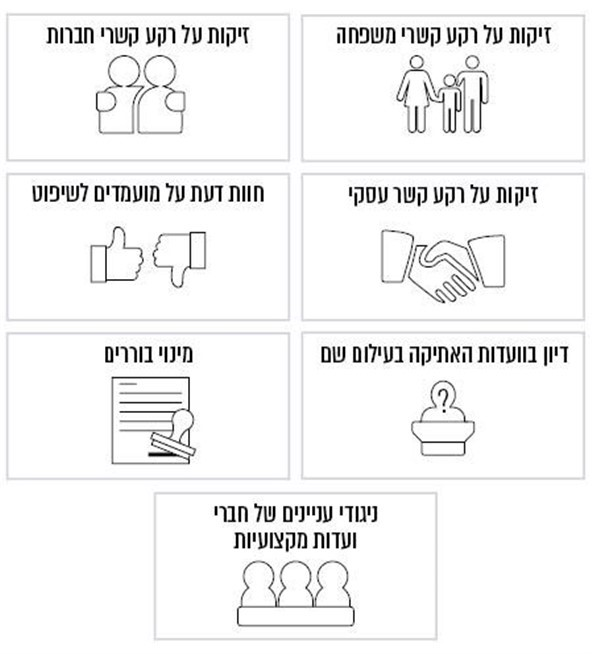 זיקות על רקע קשרי משפחה
זיקות על רקע קשרי חברות
זיקות על רקע קשר עסקי
חוות דעת על מועמדים לשיפוט
דיון בוועדות האתיקה בעילום שם
?
מינוי בוררים
ניגודי עניינים של חברי
ועדות מקצועיות